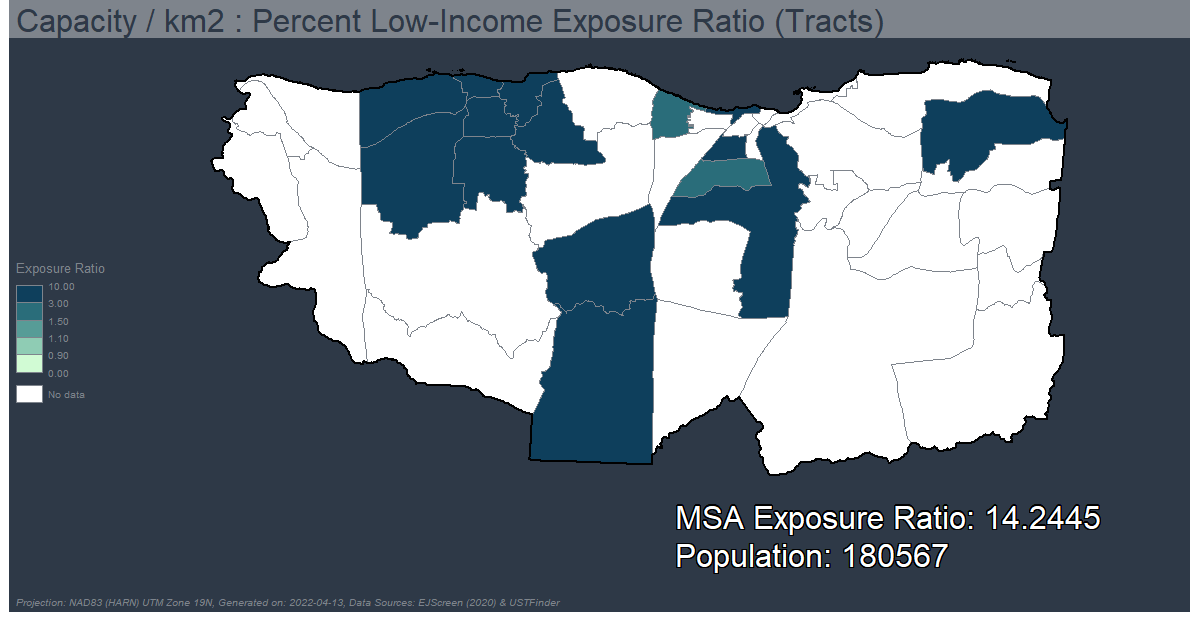 Capacity / km2 : Percent Low-Income Exposure Ratio (Tracts)
Exposure Ratio
10.00
3.00
1.50
1.10
0.90
0.00
No data
MSA Exposure Ratio: 14.2445
Population: 180567
Projection: NAD83 (HARN) UTM Zone 19N, Generated on: 2022-04-13, Data Sources: EJScreen (2020) & USTFinder